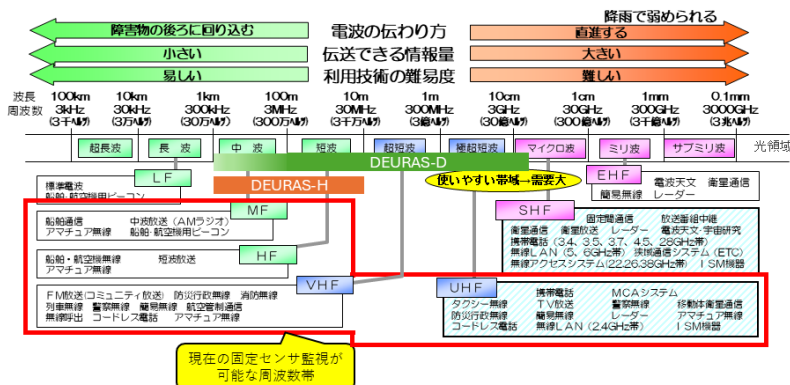 降雨で弱められる
障害物の後ろに回り込む 電波の伝わり方 直進する
小さい 伝送できる情報量 大きい
易しい 利用技術の難易度 難しい
波長 100km 10km 1km 100m 10m 1m 10cm 1cm 1mm 0.1mm
周波数 3kHz 30kHz 300kHz 3MHz 30MHz 300MHz 3GHz 30GHz 300GHz 3000GHz
(3千ヘルツ) (3万ヘルツ) (30万ヘルツ) (300万ヘルツ) (3千万ヘルツ) (3億ヘルツ) (30億ヘルツ) (300億ヘルツ) (3千億ヘルツ) (3兆ヘルツ)
超長波 長波 中波 短波 超短波 極超短波 マイクロ波 ミリ波 サブミリ波 光領域
DEURAS-D
DEURAS-H
使いやすい帯域→需要大
LF
標準電波
船舶・航空機用ビーコン
EHF
電波天文 衛星通信
簡易無線 レーダー
MF
船舶通信 中波放送（AMラジオ）
アマチュア無線 船舶・航空機用ビーコン
SHF
固定間通信 放送番組中継
衛星通信 衛星放送 レーダー 電波天文・宇宙研究
携帯電話（3.4、3.5、3.7、4.5、28GHz帯）
無線LAN（5、6GHz帯） 狭域通信システム（ETC）
無線アクセスシステム(22,26,38GHz帯) ISM機器
HF
船舶・航空機無線 短波放送
アマチュア無線
VHF
FM放送(コミュニティ放送) 防災行政無線 消防無線
列車無線 警察無線 簡易無線 航空管制通信
無線呼出 コードレス電話 アマチュア無線
UHF
携帯電話 MCAシステム
タクシー無線 TV放送 警察無線 移動体衛星通信
防災行政無線 簡易無線 レーダー アマチュア無線
コードレス電話 無線LAN（2.4GHz帯） ISM機器
現在の固定センサ監視が
可能な周波数帯